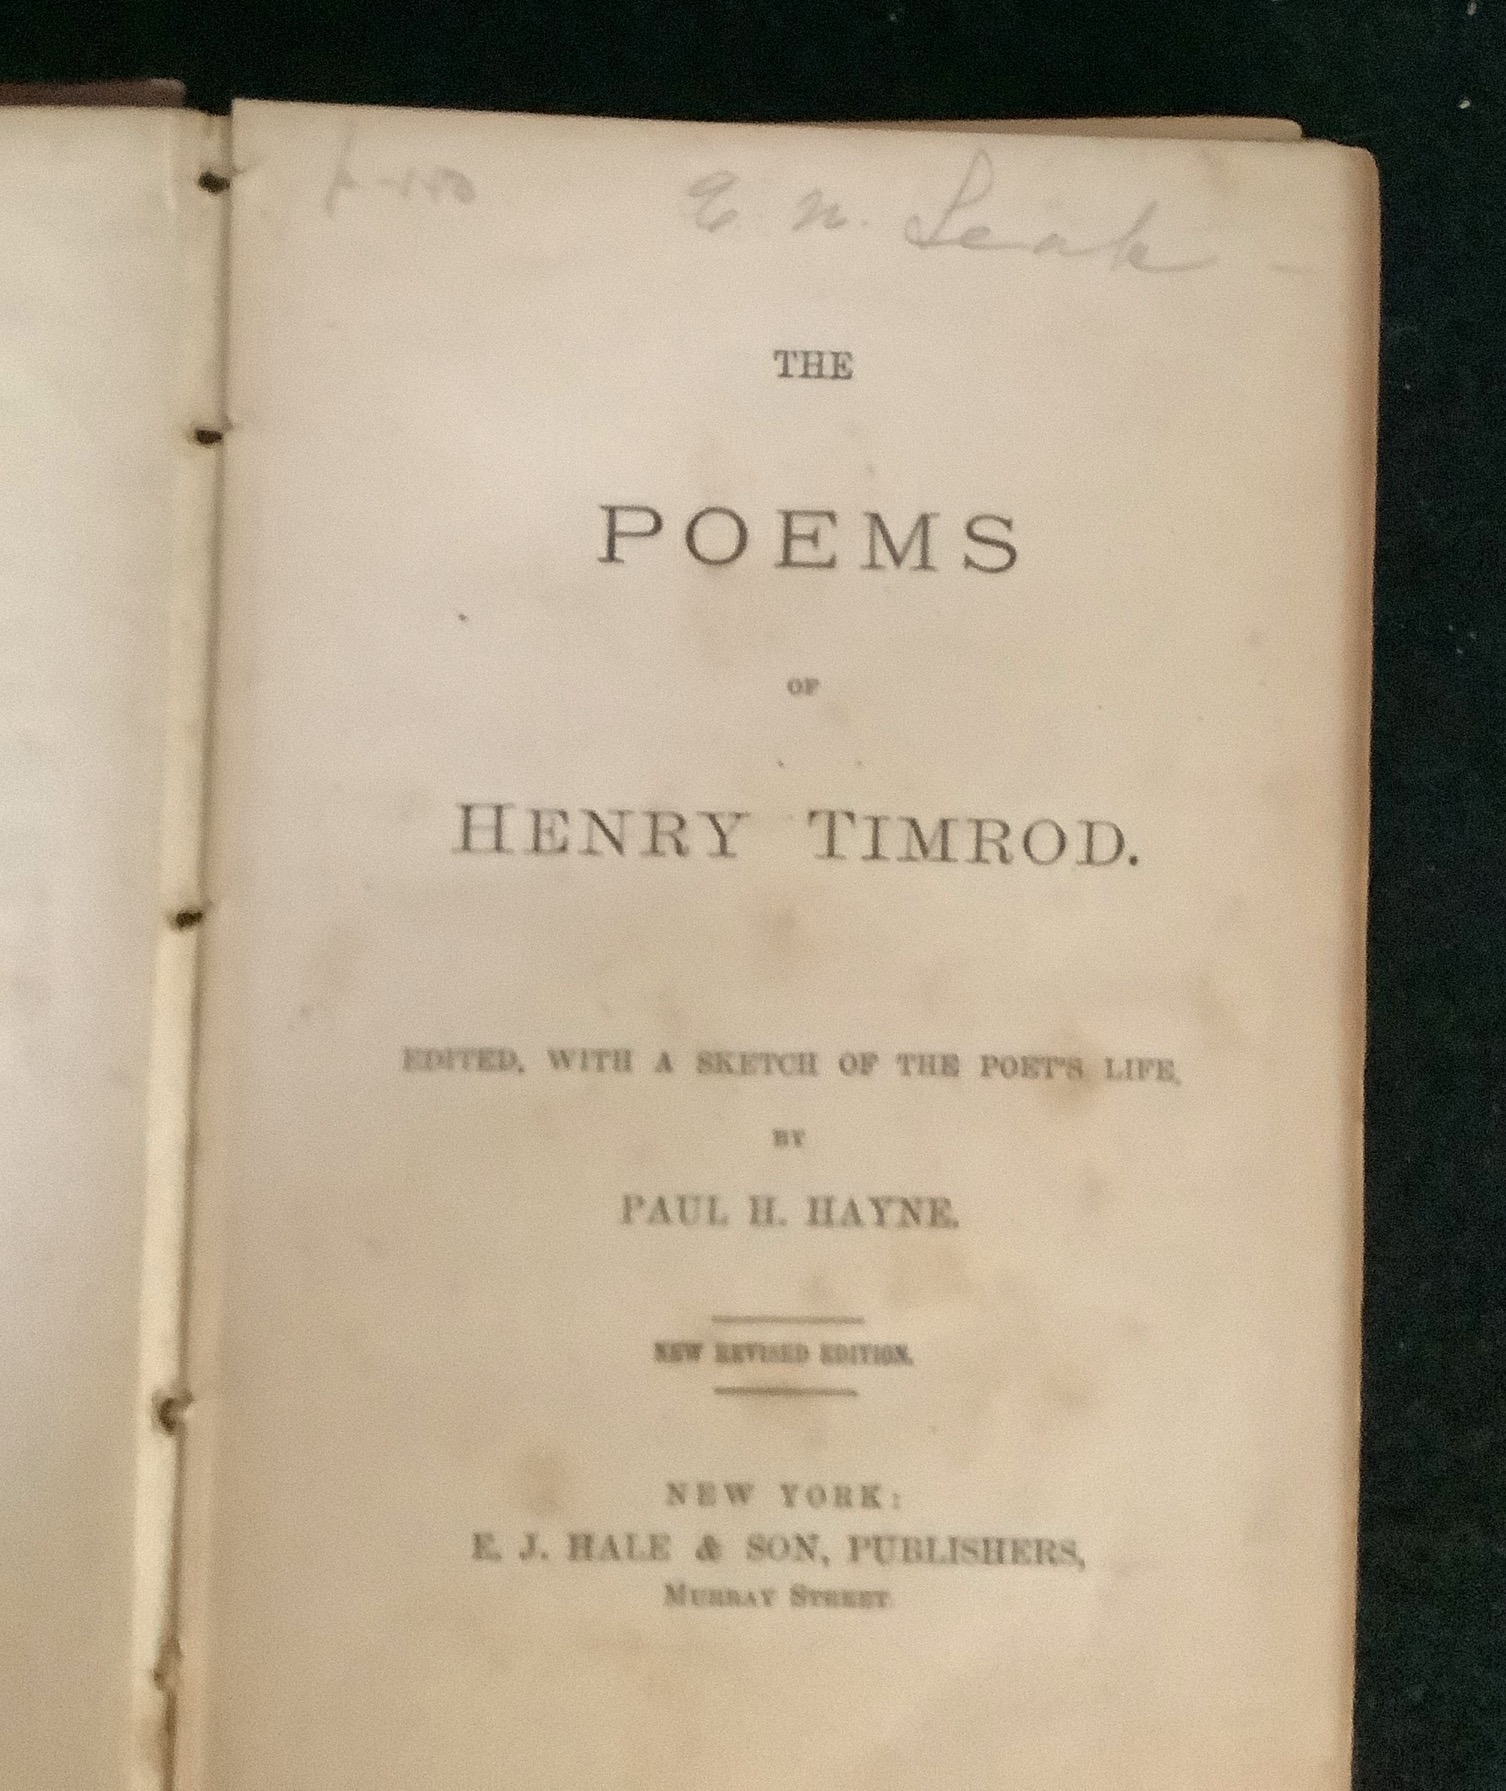 E. N. Leak
THE
POEMS
OF
HENRY TIMROD.
EDITED, WITH A SKETCH OF THE POET'S LIFE,
BY
PAUL H. HAYNE.
NEW REVISED EDITION.
NEW YORK:
E. J. HALE & SON, PUBLISHERS,
MURRAY STREET.